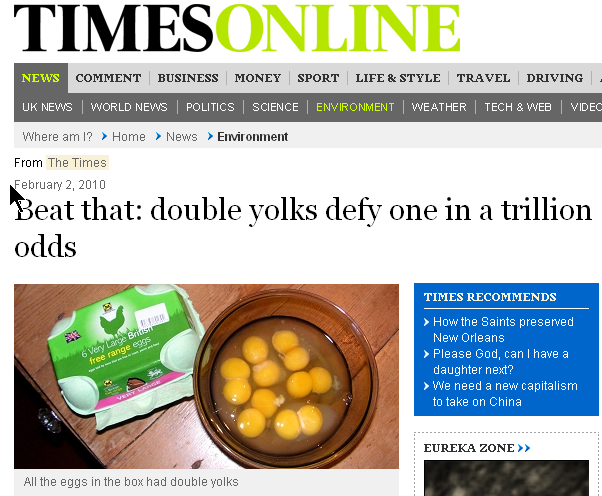 TIMESONLINE
NEWS COMMENT BUSINESS MONEY SPORT LIFE & STYLE TRAVEL DRIVING
UK NEWS WORLD NEWS POLITICS SCIENCE ENVIRONMENT WEATHER TECH & WEB VIDEO
Where am I? Home News Environment
From The Times
February 2, 2010
Beat that: double yolks defy one in a trillion
odds
6 Very Large British
free range eggs
VERY LARGE
All the eggs in the box had double yolks
TIMES RECOMMENDS
How the Saints preserved
New Orleans
Please God, can I have a
daughter next?
We need a new capitalism
to take on China
EUREKA ZONE